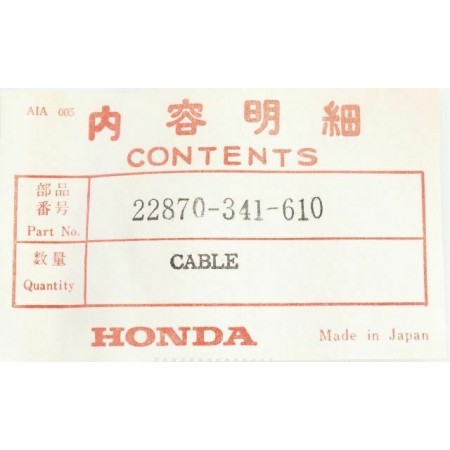 AIA 005
内容明細
CONTENTS
部品
番号
Part No.
22870-341-610
数量
Quantity
CABLE
HONDA
Made in Japan